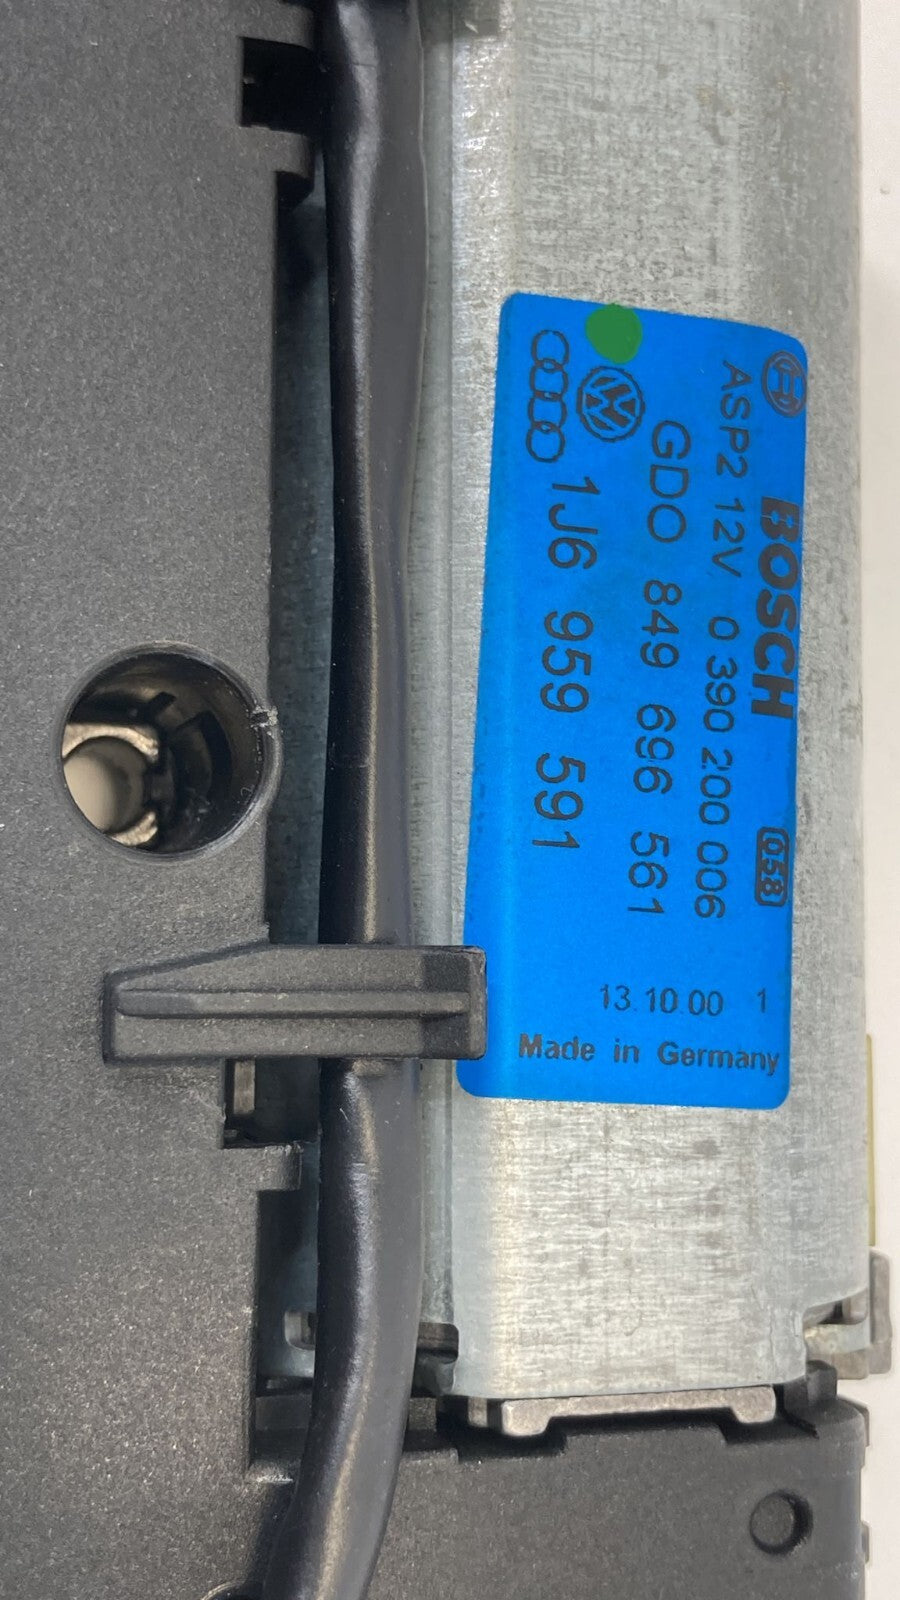 BOSCH 058
ASP2 12V 0 390 200 006
GDO 849 696 561
1J6 959 591
13.10.00 1
Made in Germany